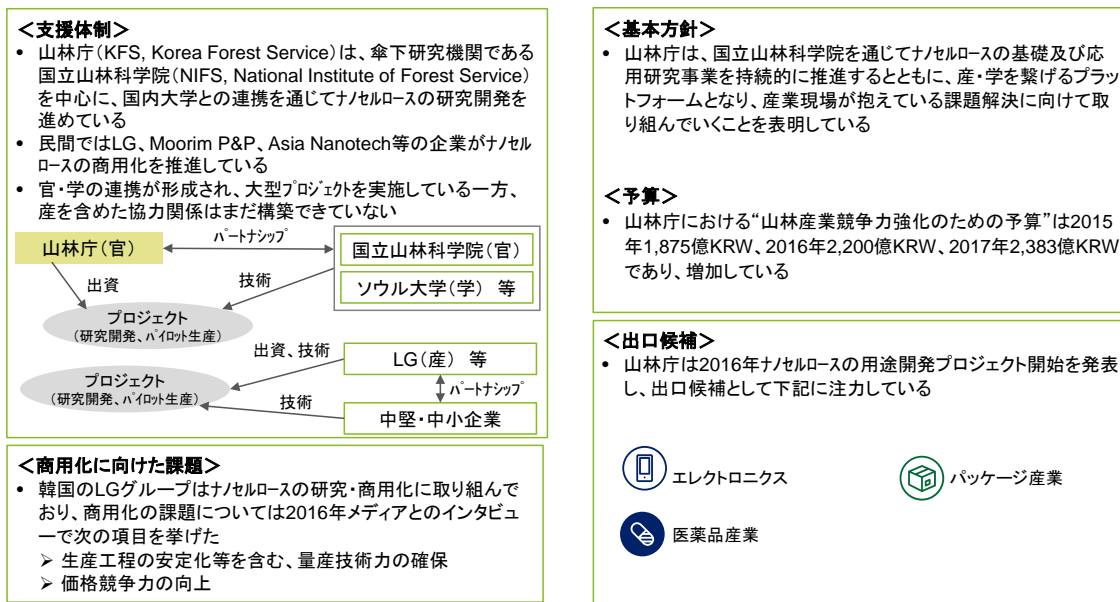 ＜支援体制＞
• 山林庁（KFS, Korea Forest Service）は、傘下研究機関である
国立山林科学院（NIFS, National Institute of Forest Service）
を中心に、国内大学との連携を通じてﾅﾉｾﾙﾛｰｽの研究開発を
進めている
• 民間ではLG、Moorim P&P、Asia Nanotech等の企業がﾅﾉｾﾙ
ﾛｰｽの商用化を推進している
• 官・学の連携が形成され、大型ﾌﾟﾛｼﾞｪｸﾄを実施している一方、
産を含めた協力関係はまだ構築できていない
山林庁（官）
ﾊﾟｰﾄﾅｼｯﾌﾟ
国立山林科学院（官）
ソウル大学（学） 等
出資
技術
プロジェクト
（研究開発、ﾊﾟｲﾛｯﾄ生産）
出資、技術
LG（産） 等
プロジェクト
（研究開発、ﾊﾟｲﾛｯﾄ生産）
ﾊﾟｰﾄﾅｼｯﾌﾟ
技術
中堅・中小企業
＜商用化に向けた課題＞
• 韓国のLGグループはﾅﾉｾﾙﾛｰｽの研究・商用化に取り組んで
おり、商用化の課題については2016年メディアとのインタビュ
ーで次の項目を挙げた
➢ 生産工程の安定化等を含む、量産技術力の確保
➢ 価格競争力の向上
＜基本方針＞
• 山林庁は、国立山林科学院を通じてﾅﾉｾﾙﾛｰｽの基礎及び応
用研究事業を持続的に推進するとともに、産・学を繋げるプラッ
トフォームとなり、産業現場が抱えている課題解決に向けて取
り組んでいくことを表明している
＜予算＞
• 山林庁における“山林産業競争力強化のための予算”は2015
年1,875億KRW、2016年2,200億KRW、2017年2,383億KRW
であり、増加している
＜出口候補＞
• 山林庁は2016年ﾅﾉｾﾙﾛｰｽの用途開発プロジェクト開始を発表
し、出口候補として下記に注力している
エレクトロニクス
パッケージ産業
医薬品産業